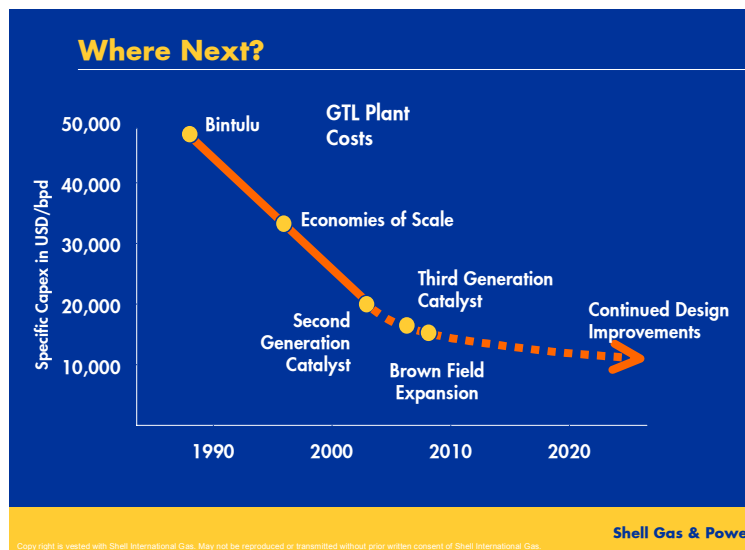 Where Next?
GTL Plant
Costs
Specific Capex in USD/bpd
50,000
40,000
30,000
20,000
10,000
Bintulu
Economies of Scale
Second
Generation
Catalyst
Third Generation
Catalyst
Brown Field
Expansion
Continued Design
Improvements
1990
2000
2010
2020
Shell Gas & Powe
Copy right is vested with Shell International Gas. May not be reproduced or transmitted without prior written consent of Shell International Gas.